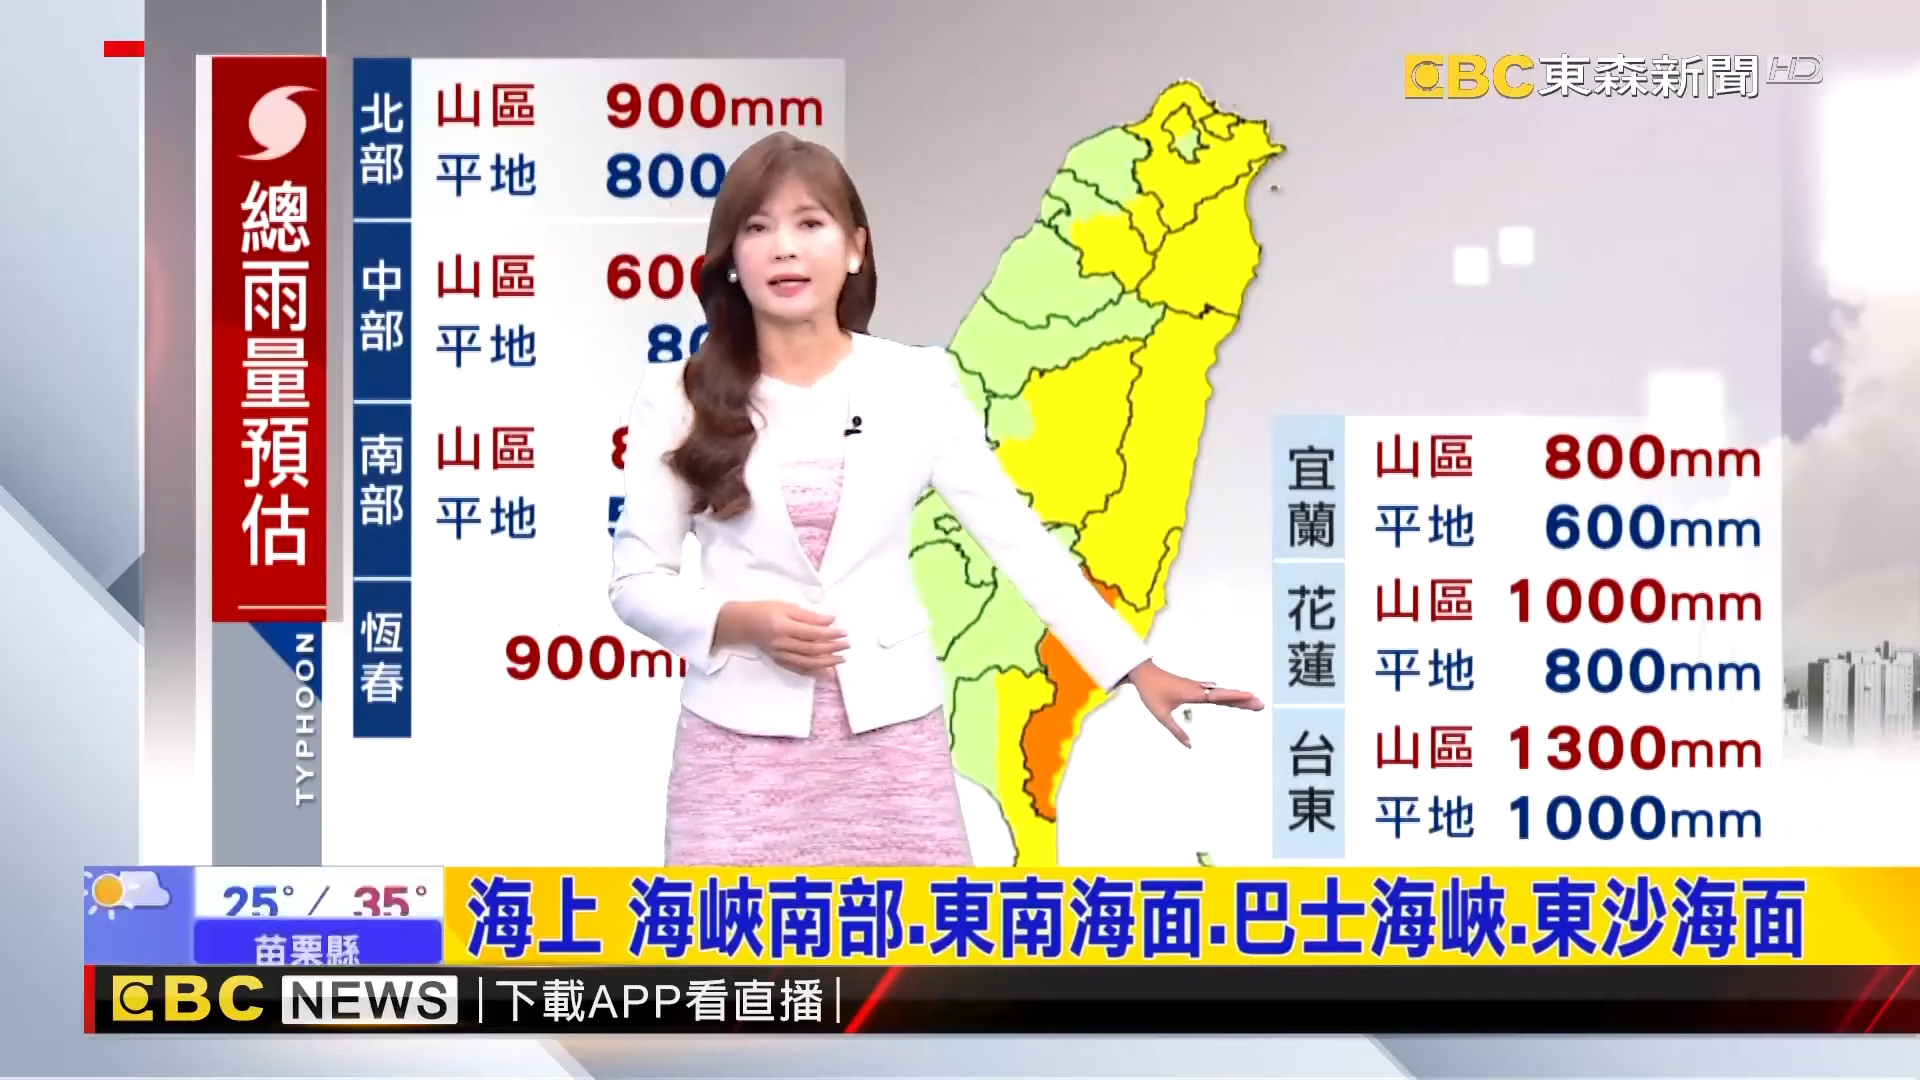 EBC東森新聞HD
總雨量預估
TYPHOON
北部
山區 900mm
平地 800
中部
山區 600
平地 80
南部
山區
平地
恆春
900m
宜蘭
山區 800mm
平地 600mm
花蓮
山區 1000mm
平地 800mm
台東
山區 1300mm
平地 1000mm
25°/35°
苗栗縣
海上 海峽南部.東南海面.巴士海峽.東沙海面
EBC NEWS |下載APP看直播|